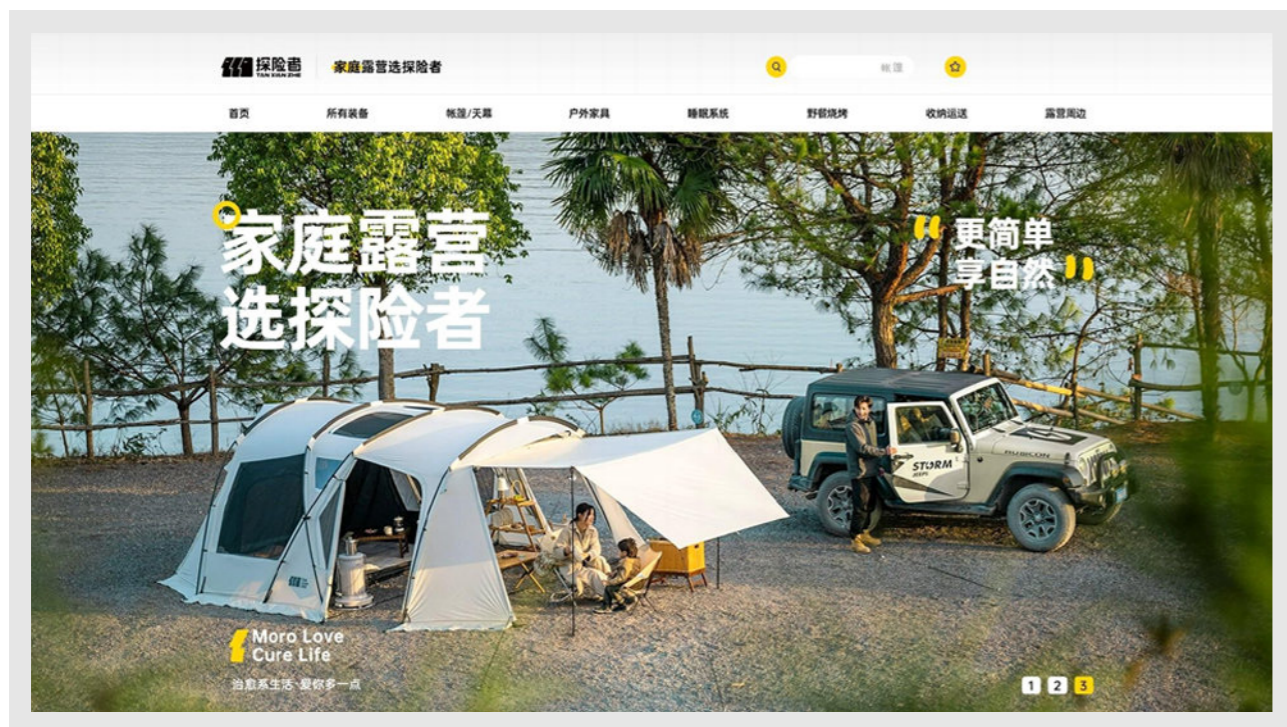 探险者
TAN XIAN ZHE
家庭露营选探险者
帐篷
首页 所有装备 帐篷/天幕 户外家具 睡眠系统 野餐烧烤 收纳运送 露营周边
家庭露营
选探险者
更简单
享自然
STORM
JEEPS
RUBICON
Moro Love
Cure Life
治愈系生活·爱你多一点
1 2 3